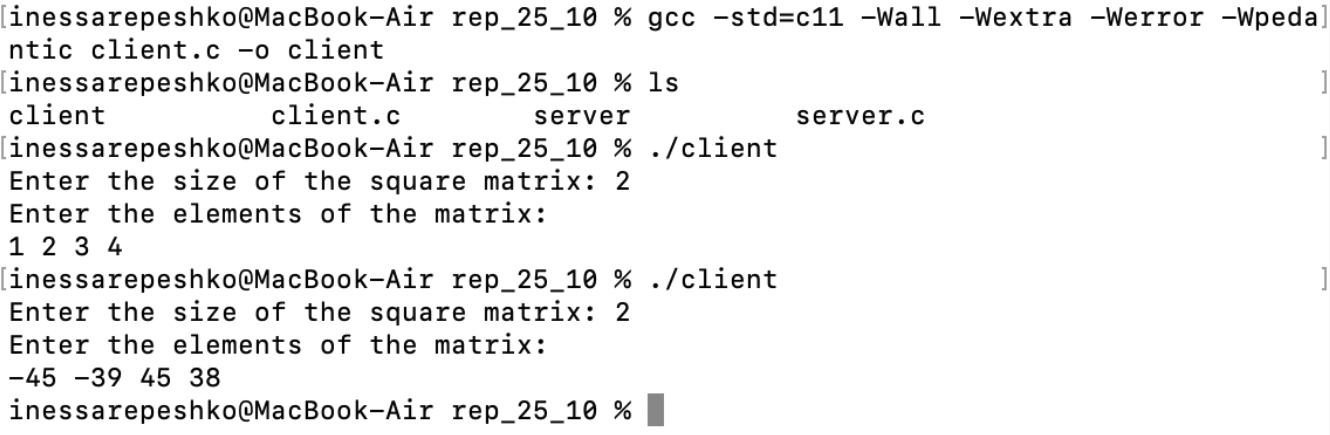 [inessarepeshko@MacBook-Air rep_25_10 % gcc -std=c11 -Wall -Wextra -Werror -Wpeda]
ntic client.c -o client
[inessarepeshko@MacBook-Air rep_25_10 % ls ]
client client.c server server.c
[inessarepeshko@MacBook-Air rep_25_10 % ./client ]
Enter the size of the square matrix: 2
Enter the elements of the matrix:
1 2 3 4
[inessarepeshko@MacBook-Air rep_25_10 % ./client ]
Enter the size of the square matrix: 2
Enter the elements of the matrix:
-45 -39 45 38
inessarepeshko@MacBook-Air rep_25_10 %